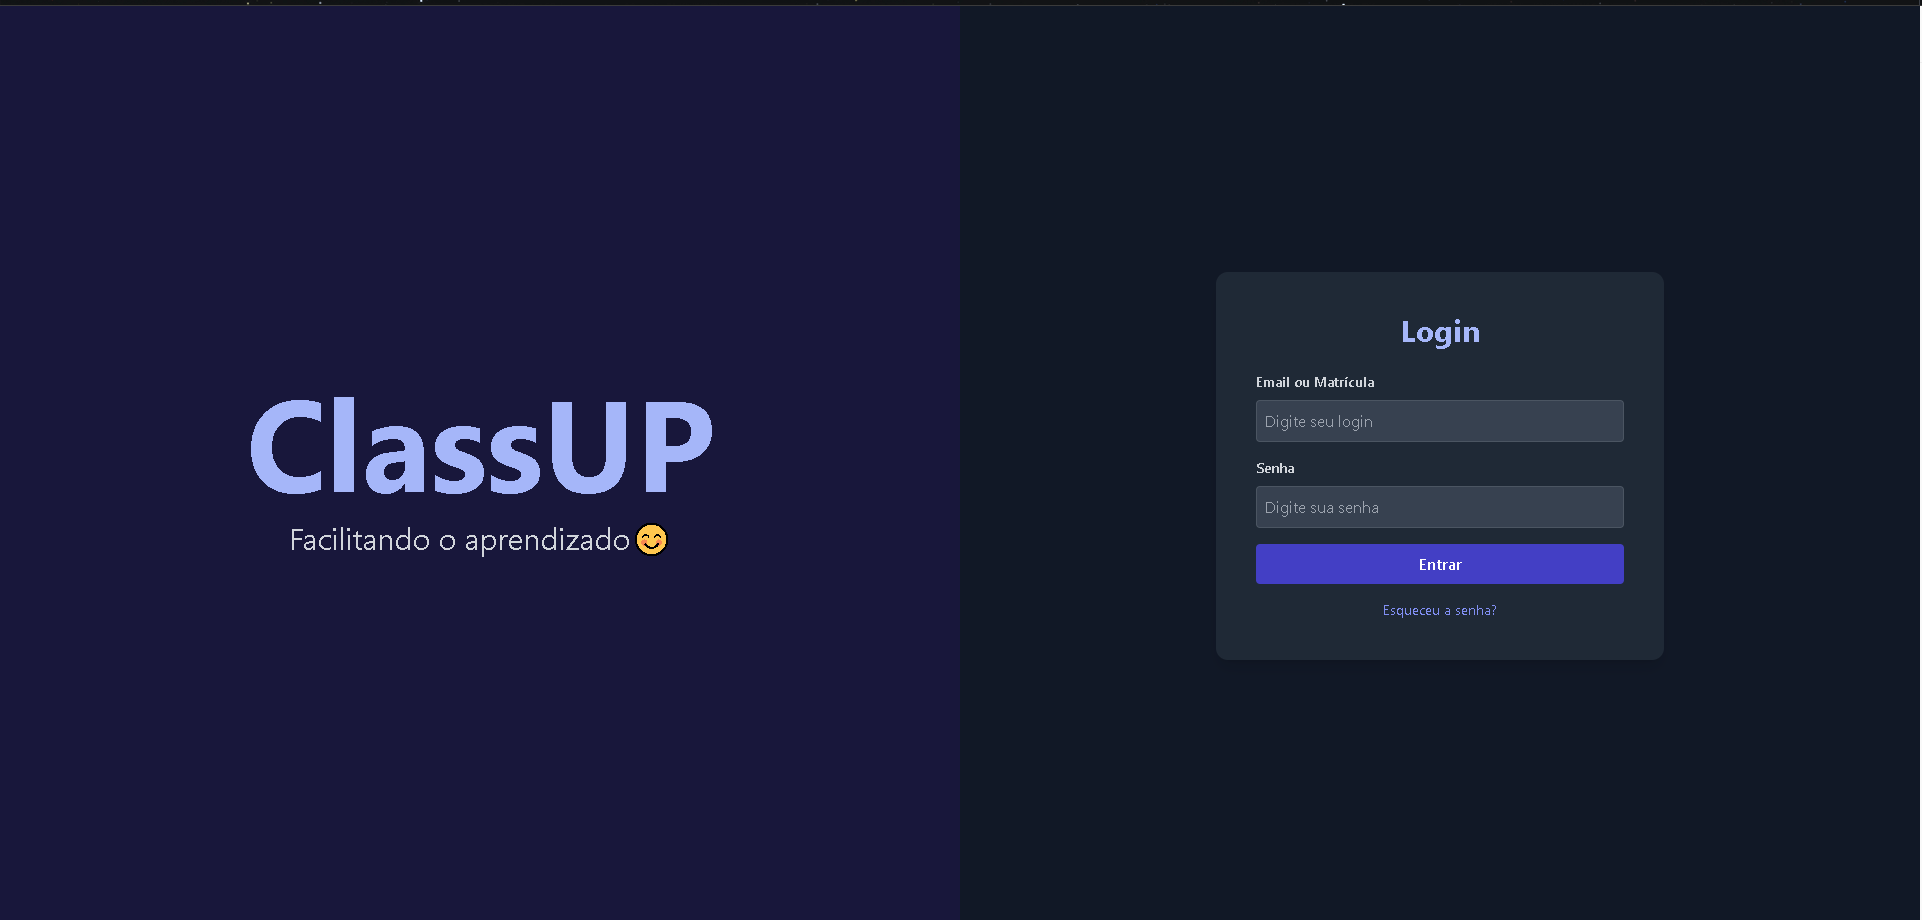 ClassUP
Facilitando o aprendizado 😊
Login
Email ou Matrícula
Digite seu login
Senha
Digite sua senha
Entrar
Esqueceu a senha?